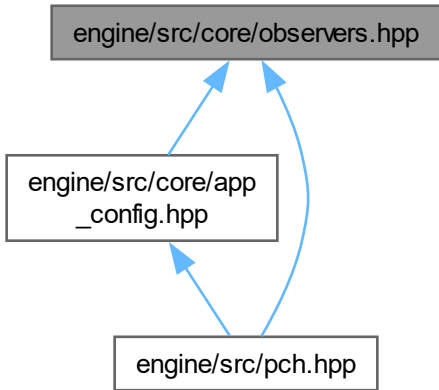 engine/src/core/observers.hpp
engine/src/core/app
_config.hpp
engine/src/pch.hpp